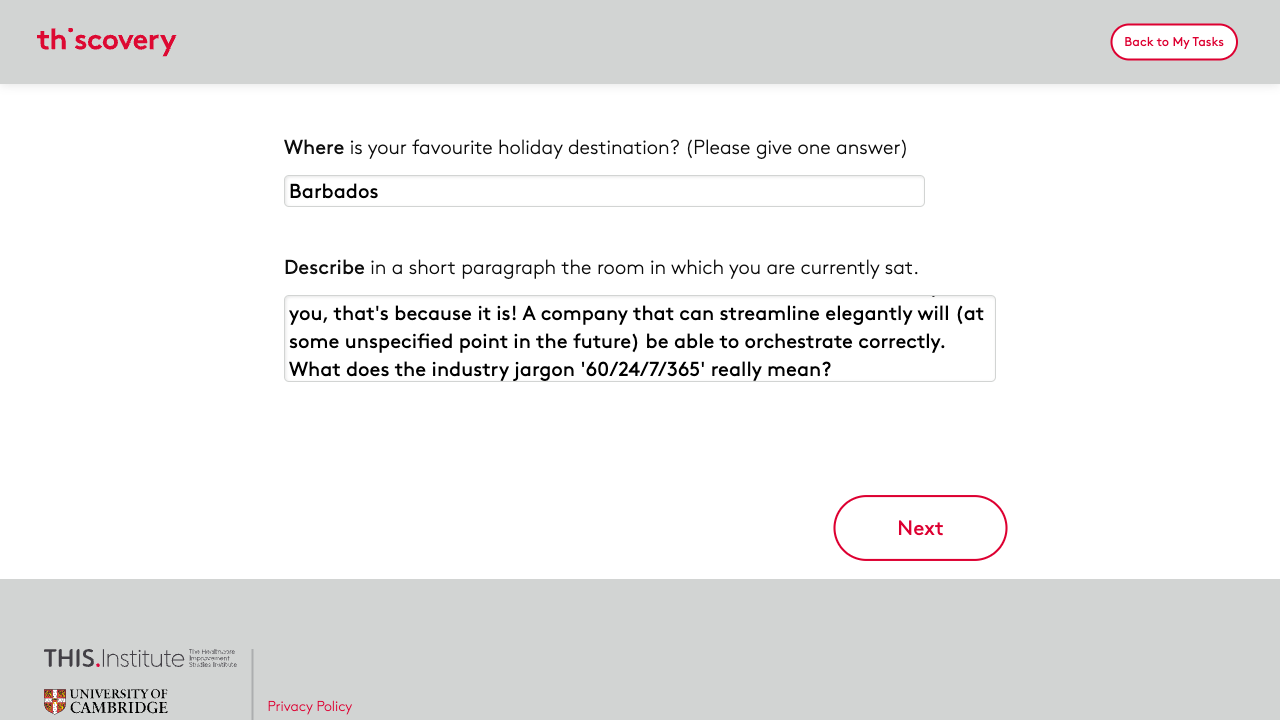 thiscovery
Back to My Tasks
Where is your favourite holiday destination? (Please give one answer)
Barbados
Describe in a short paragraph the room in which you are currently sat.
you, that's because it is! A company that can streamline elegantly will (at
some unspecified point in the future) be able to orchestrate correctly.
What does the industry jargon '60/24/7/365' really mean?
Next
THIS.Institute
The Healthcare
Improvement
Studies Institute
UNIVERSITY OF
CAMBRIDGE
Privacy Policy